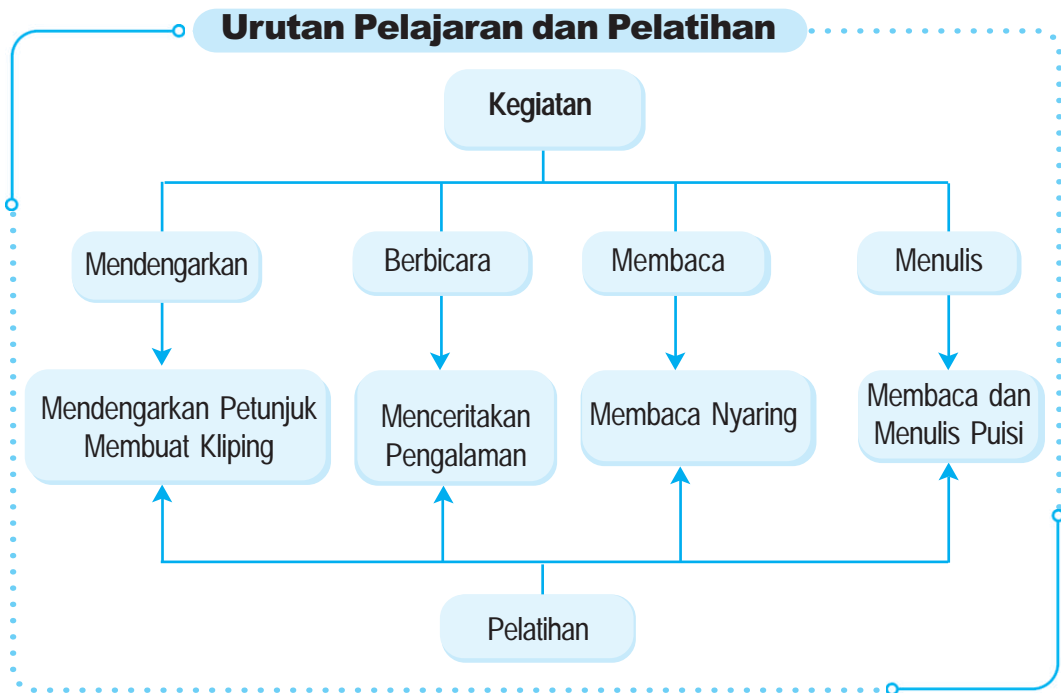 Urutan Pelajaran dan Pelatihan
Kegiatan
Mendengarkan
Berbicara
Membaca
Menulis
Mendengarkan Petunjuk
Membuat Kliping
Menceritakan
Pengalaman
Membaca Nyaring
Membaca dan
Menulis Puisi
Pelatihan